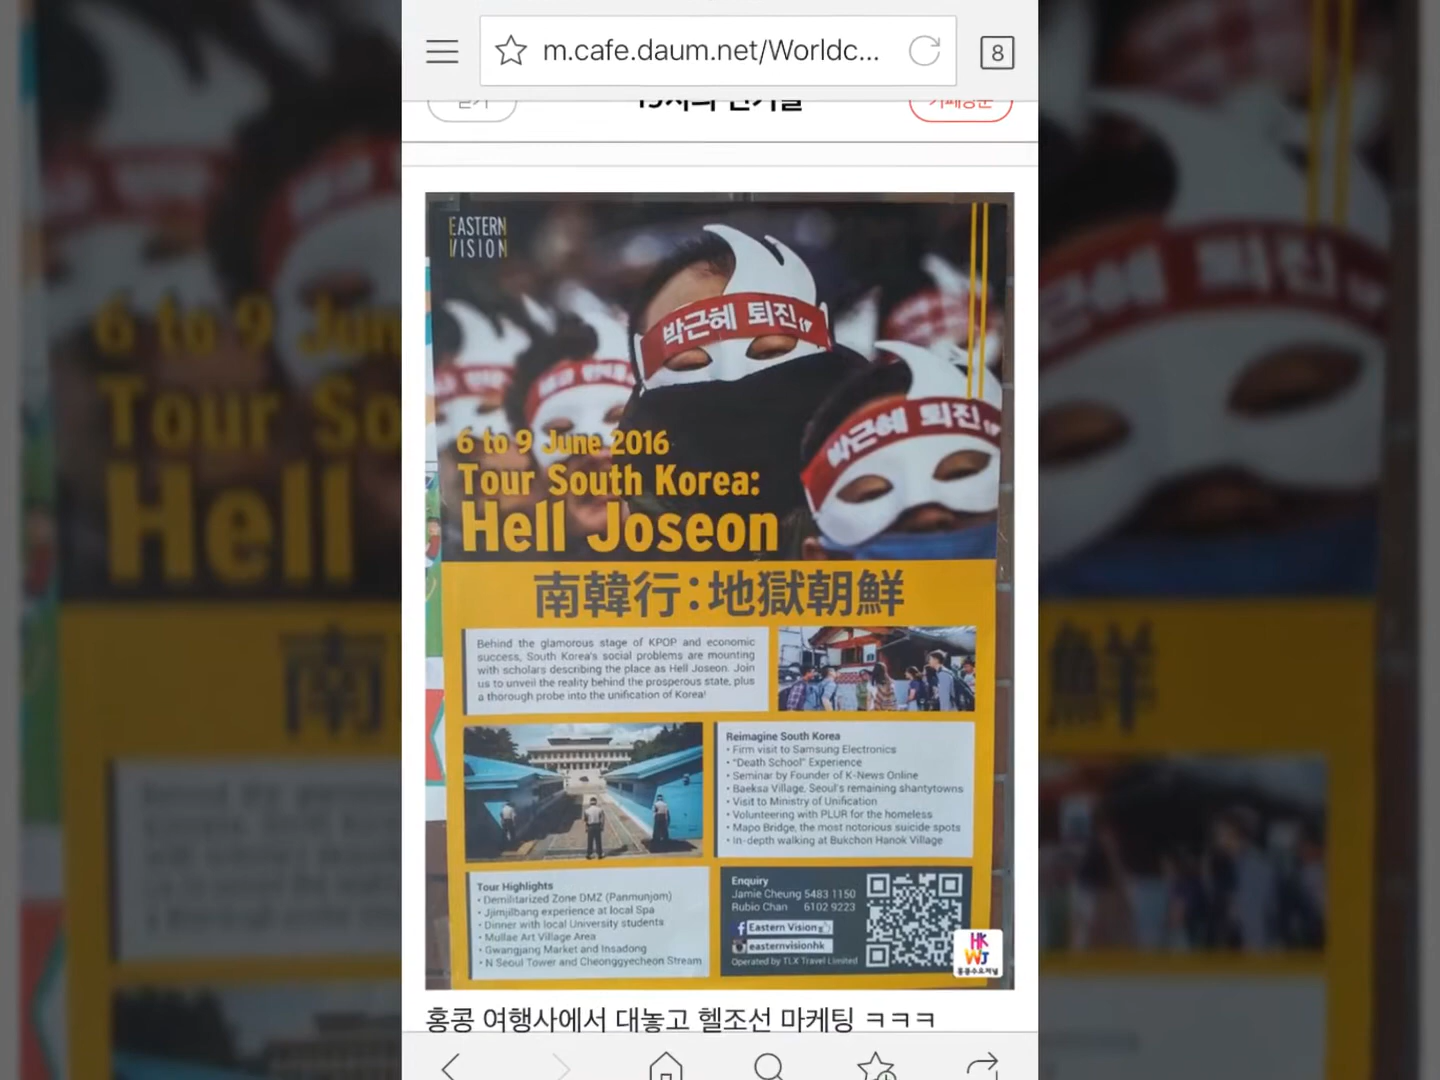 m.cafe.daum.net/Worldc...
8
EASTERN
VISION
박근혜 퇴진
박근혜 퇴진
6 to 9 June 2016
Tour South Korea:
Hell Joseon
南韓行：地獄朝鮮
Behind the glamorous stage of KPOP and economic
success, South Korea's social problems are mounting
with scholars describing the place as Hell Joseon. Join
us to unveil the reality behind the prosperous state, plus
a thorough probe into the unification of Korea!
Reimagine South Korea
• Firm visit to Samsung Electronics
• "Death School" Experience
• Seminar by Founder of K-News Online
• Baeksa Village, Seoul's remaining shantytowns
• Visit to Ministry of Unification
• Volunteering with PLUR for the homeless
• Mapo Bridge, the most notorious suicide spots
• In-depth walking at Bukchon Hanok Village
Tour Highlights
• Demilitarized Zone DMZ (Panmunjom)
• Jjimjilbang experience at local Spa
• Dinner with local University students
• Mullae Art Village Area
• Gwangjang Market and Insadong
• N Seoul Tower and Cheonggyecheon Stream
Enquiry
Jamie Cheung 5483 1150
Rubio Chan 6102 9223
Eastern Vision
easternvisionhk
Operated by TLX Travel Limited
HK
WJ
홍콩수요저널
홍콩 여행사에서 대놓고 헬조선 마케팅 ㅋㅋㅋ